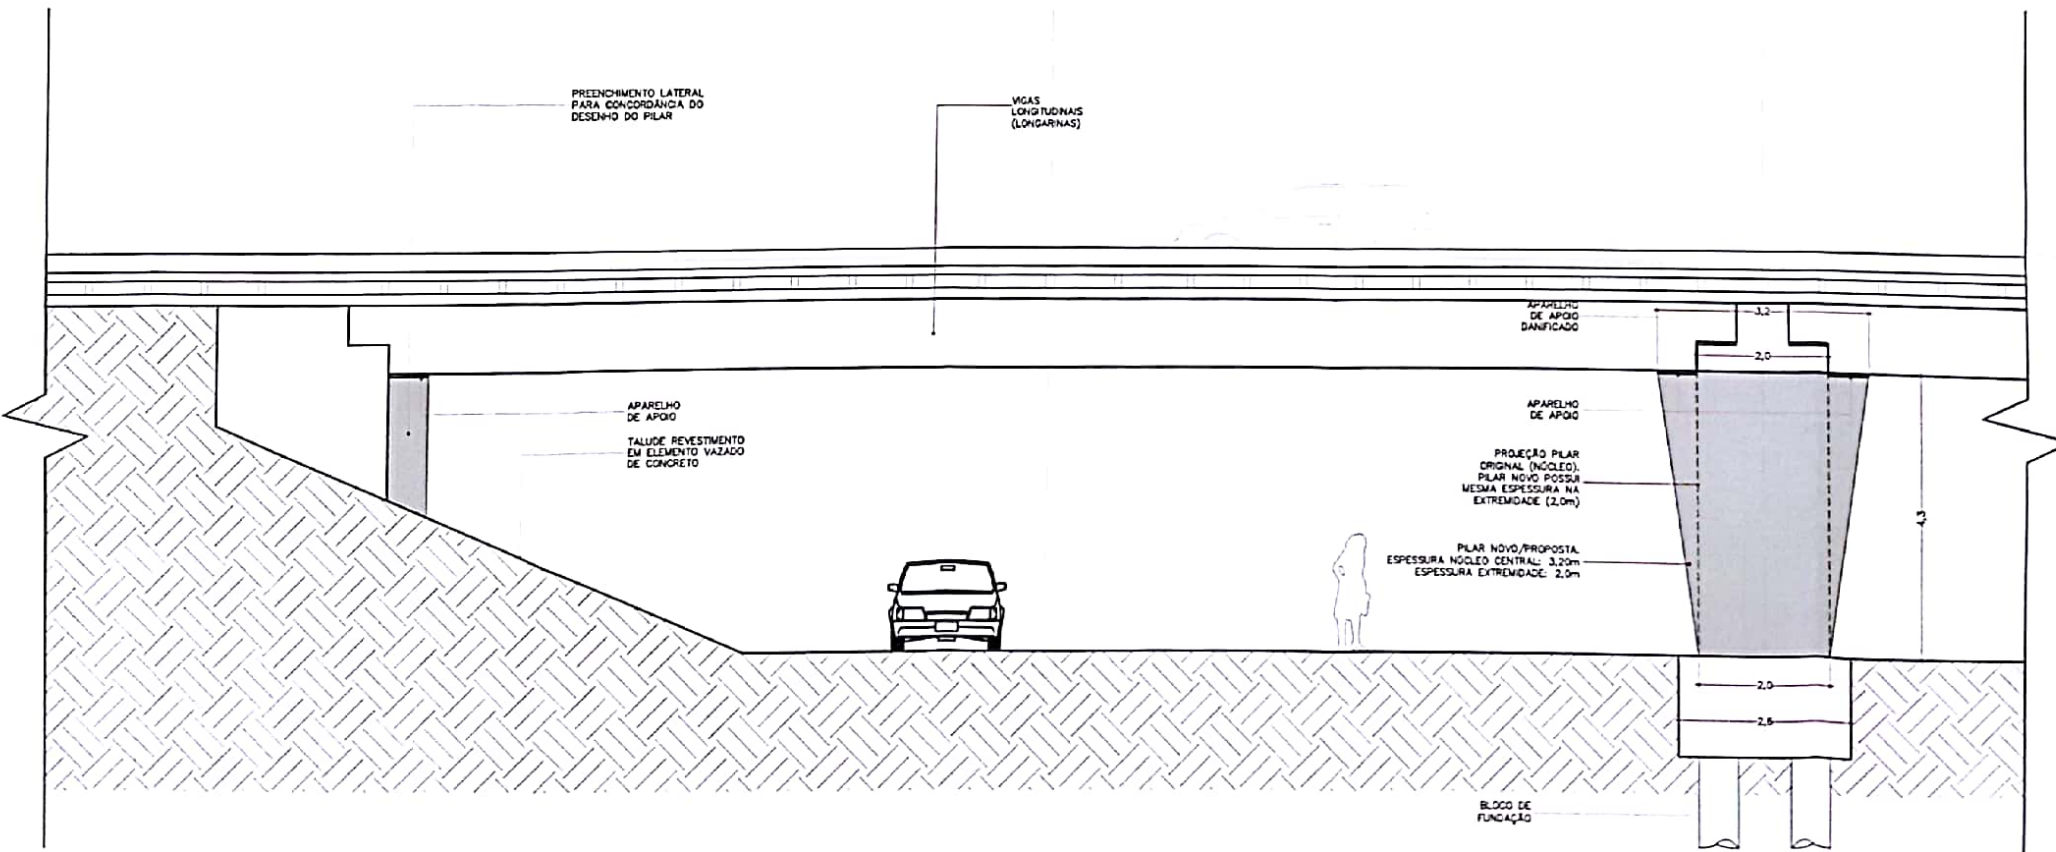 PREENCHIMENTO LATERAL
PARA CONCORDÂNCIA DO
DESENHO DO PILAR
VIGAS
LONGITUDINAIS
(LONGARINAS)
APARELHO
DE APOIO
DANIFICADO
3,2
2,0
APARELHO
DE APOIO
TALUDE REVESTIMENTO
EM ELEMENTO VAZADO
DE CONCRETO
APARELHO
DE APOIO
PROJEÇÃO PILAR
ORIGNAL (NÚCLEO).
PILAR NOVO POSSUI
MESMA ESPESSURA NA
EXTREMIDADE (2,0m)
4,3
PILAR NOVO/PROPOSTA.
ESPESSURA NÚCLEO CENTRAL: 3,20m
ESPESSURA EXTREMIDADE: 2,0m
2,0
2,6
BLOCO DE
FUNDAÇÃO